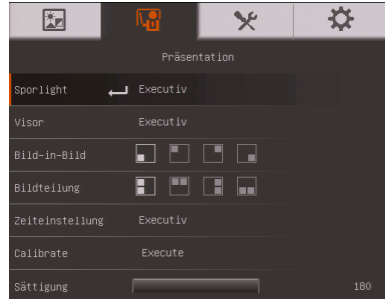 Präsentation
Sporlight Executiv
Visor Executiv
Bild-in-Bild
Bildteilung
Zeiteinstellung Executiv
Calibrate Execute
Sättigung 180